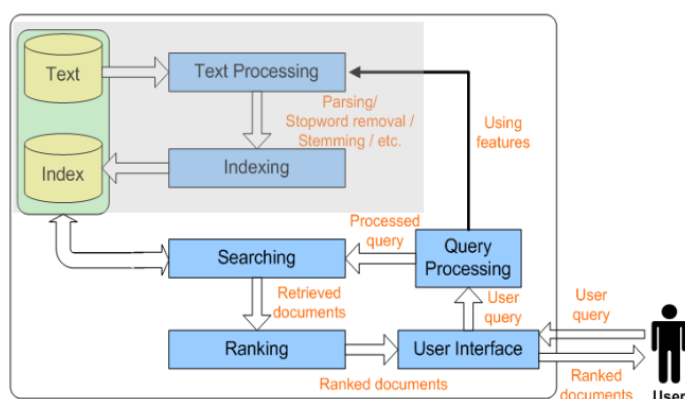 Text
Text Processing
Parsing/
Stopword removal /
Stemming / etc.
Using
features
Index
Indexing
Processed
query
Query
Processing
Searching
Retrieved
documents
User
query
User
query
Ranking
User Interface
Ranked documents
Ranked
documents
User